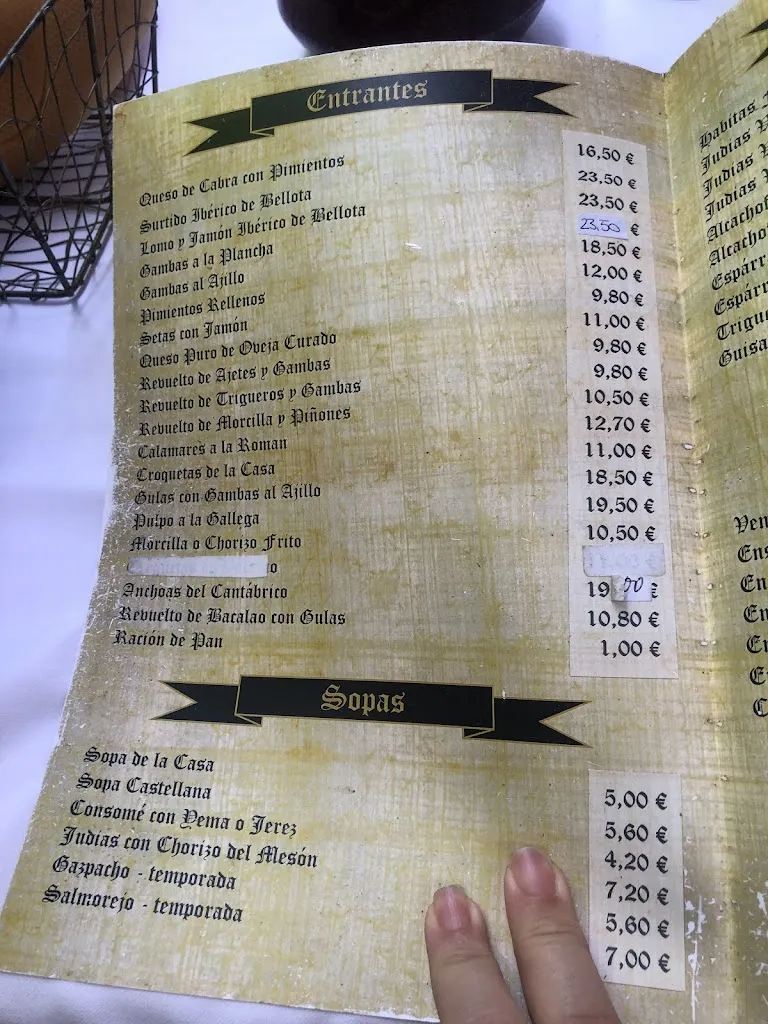 Entrantes
Queso de Cabra con Pimientos 16,50 €
Surtido Ibérico de Bellota 23,50 €
Lomo y Jamón Ibérico de Bellota 23,50 €
Gambas a la Plancha 23,50 €
Gambas al Ajillo 18,50 €
Pimientos Rellenos 12,00 €
Setas con Jamón 9,80 €
Queso Puro de Oveja Curado 11,00 €
Revuelto de Ajetes y Gambas 9,80 €
Revuelto de Trigueros y Gambas 9,80 €
Revuelto de Morcilla y Piñones 10,50 €
Calamares a la Roman 12,70 €
Croquetas de la Casa 11,00 €
Gulas con Gambas al Ajillo 18,50 €
Pulpo a la Gallega 19,50 €
Morcilla o Chorizo Frito 10,50 €
Anchoas del Cantábrico 19,00 €
Revuelto de Bacalao con Gulas 10,80 €
Ración de Pan 1,00 €
Sopas
Sopa de la Casa 5,00 €
Sopa Castellana 5,60 €
Consomé con Yema o Jerez 4,20 €
Judias con Chorizo del Mesón 7,20 €
Gazpacho - temporada 5,60 €
Salmorejo - temporada 7,00 €
Habitas
Judias
Judias
Judias